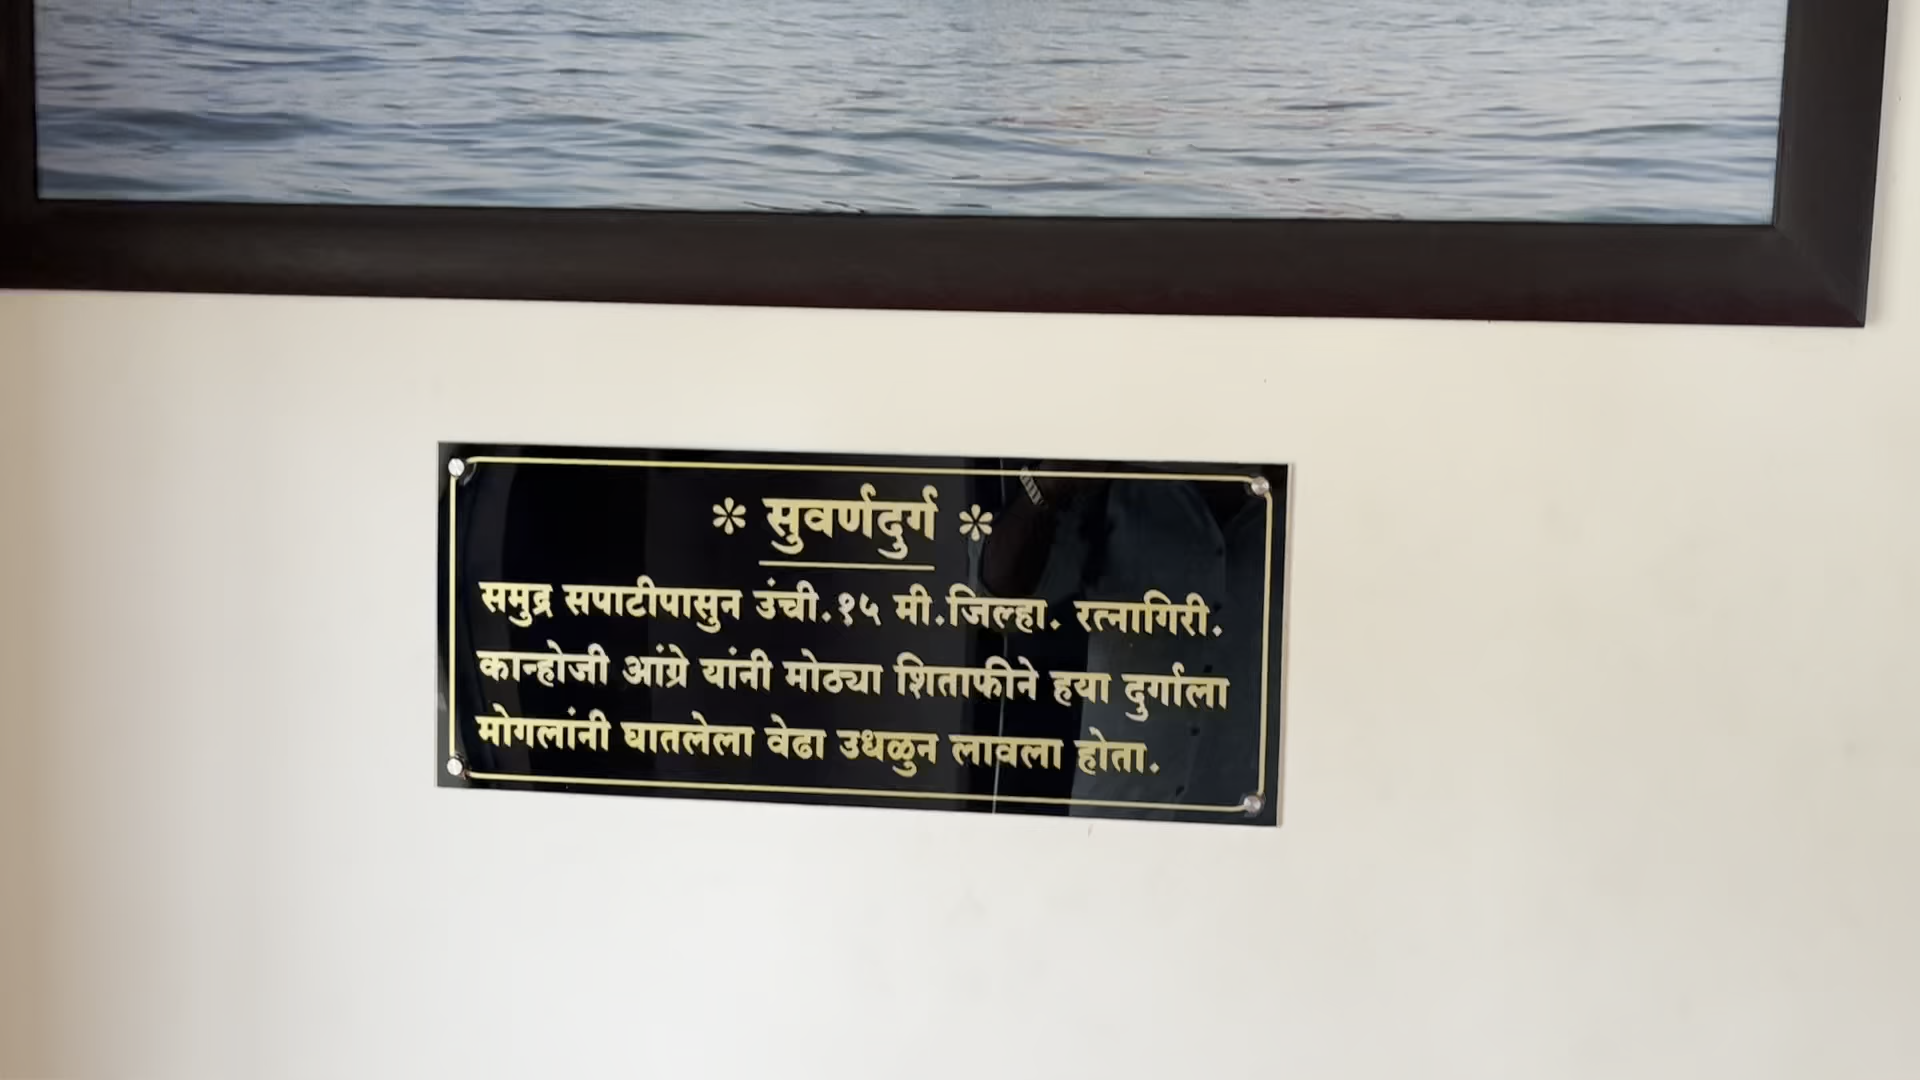 * सुवर्णदुर्ग *
समुद्र सपाटीपासुन उंची.१५ मी.जिल्हा. रत्नागिरी.
कान्होजी आंग्रे यांनी मोठ्या शिताफीने हया दुर्गाला
मोगलांनी घातलेला वेढा उधळुन लावला होता.